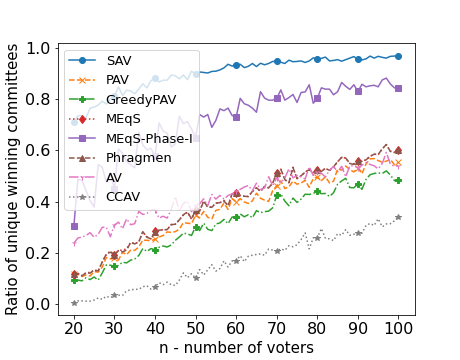 Ratio of unique winning committees
1.0
0.8
0.6
0.4
0.2
0.0
SAV
PAV
GreedyPAV
MEqS
MEqS-Phase-I
Phragmen
AV
CCAV
20 30 40 50 60 70 80 90 100
n - number of voters